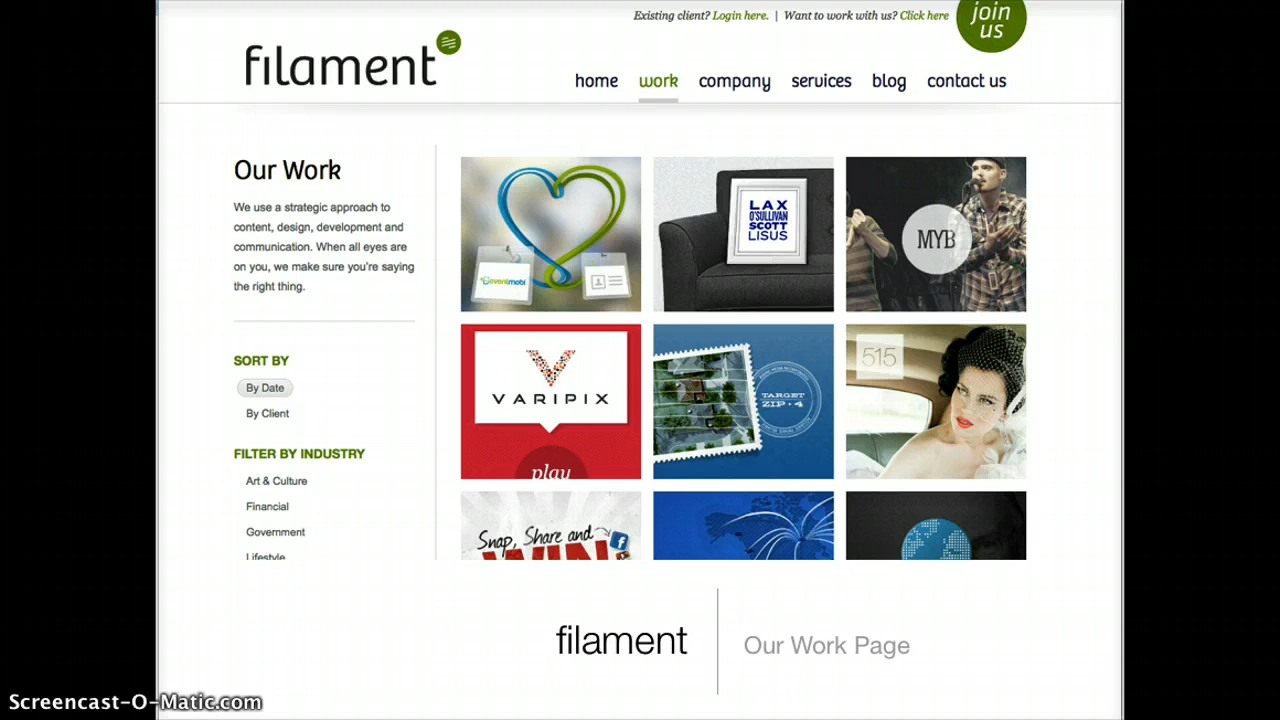 Existing client? Login here. | Want to work with us? Click here
join
us
filament
home work company services blog contact us
Our Work
We use a strategic approach to
content, design, development and
communication. When all eyes are
on you, we make sure you're saying
the right thing.
SORT BY
By Date
By Client
FILTER BY INDUSTRY
Art & Culture
Financial
Government
Lifestyle
eventmobi
LAX
O'SULLIVAN
SCOTT
LISUS
MYB
VARIPIX
play
TARGET
ZIP+4
515
Snap, Share and
WIN
filament
Our Work Page
Screencast-O-Matic.com